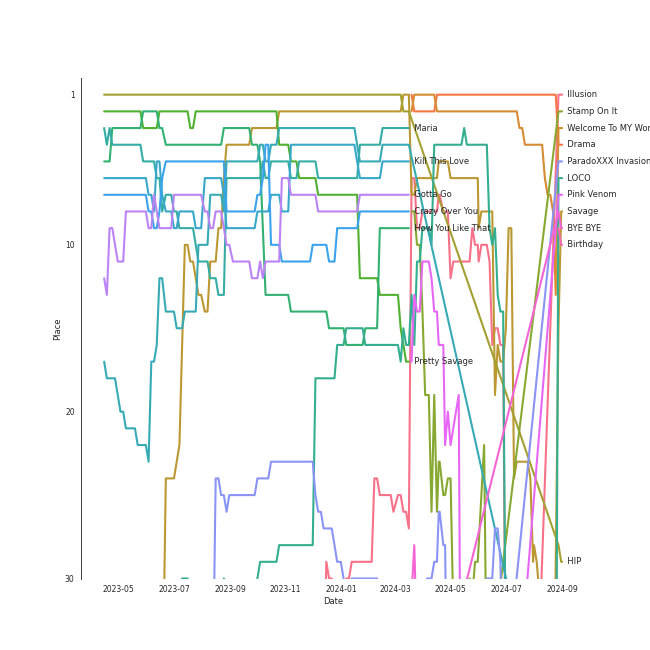 1
10
20
30
Place
2023-05
2023-07
2023-09
2023-11
2024-01
2024-03
2024-05
2024-07
2024-09
Date
Maria
Kill This Love
Gotta Go
Crazy Over You
How You Like That
Pretty Savage
Illusion
Stamp On It
Welcome To MY Wor
Drama
ParadoXXX Invasion
LOCO
Pink Venom
Savage
BYE BYE
Birthday
HIP